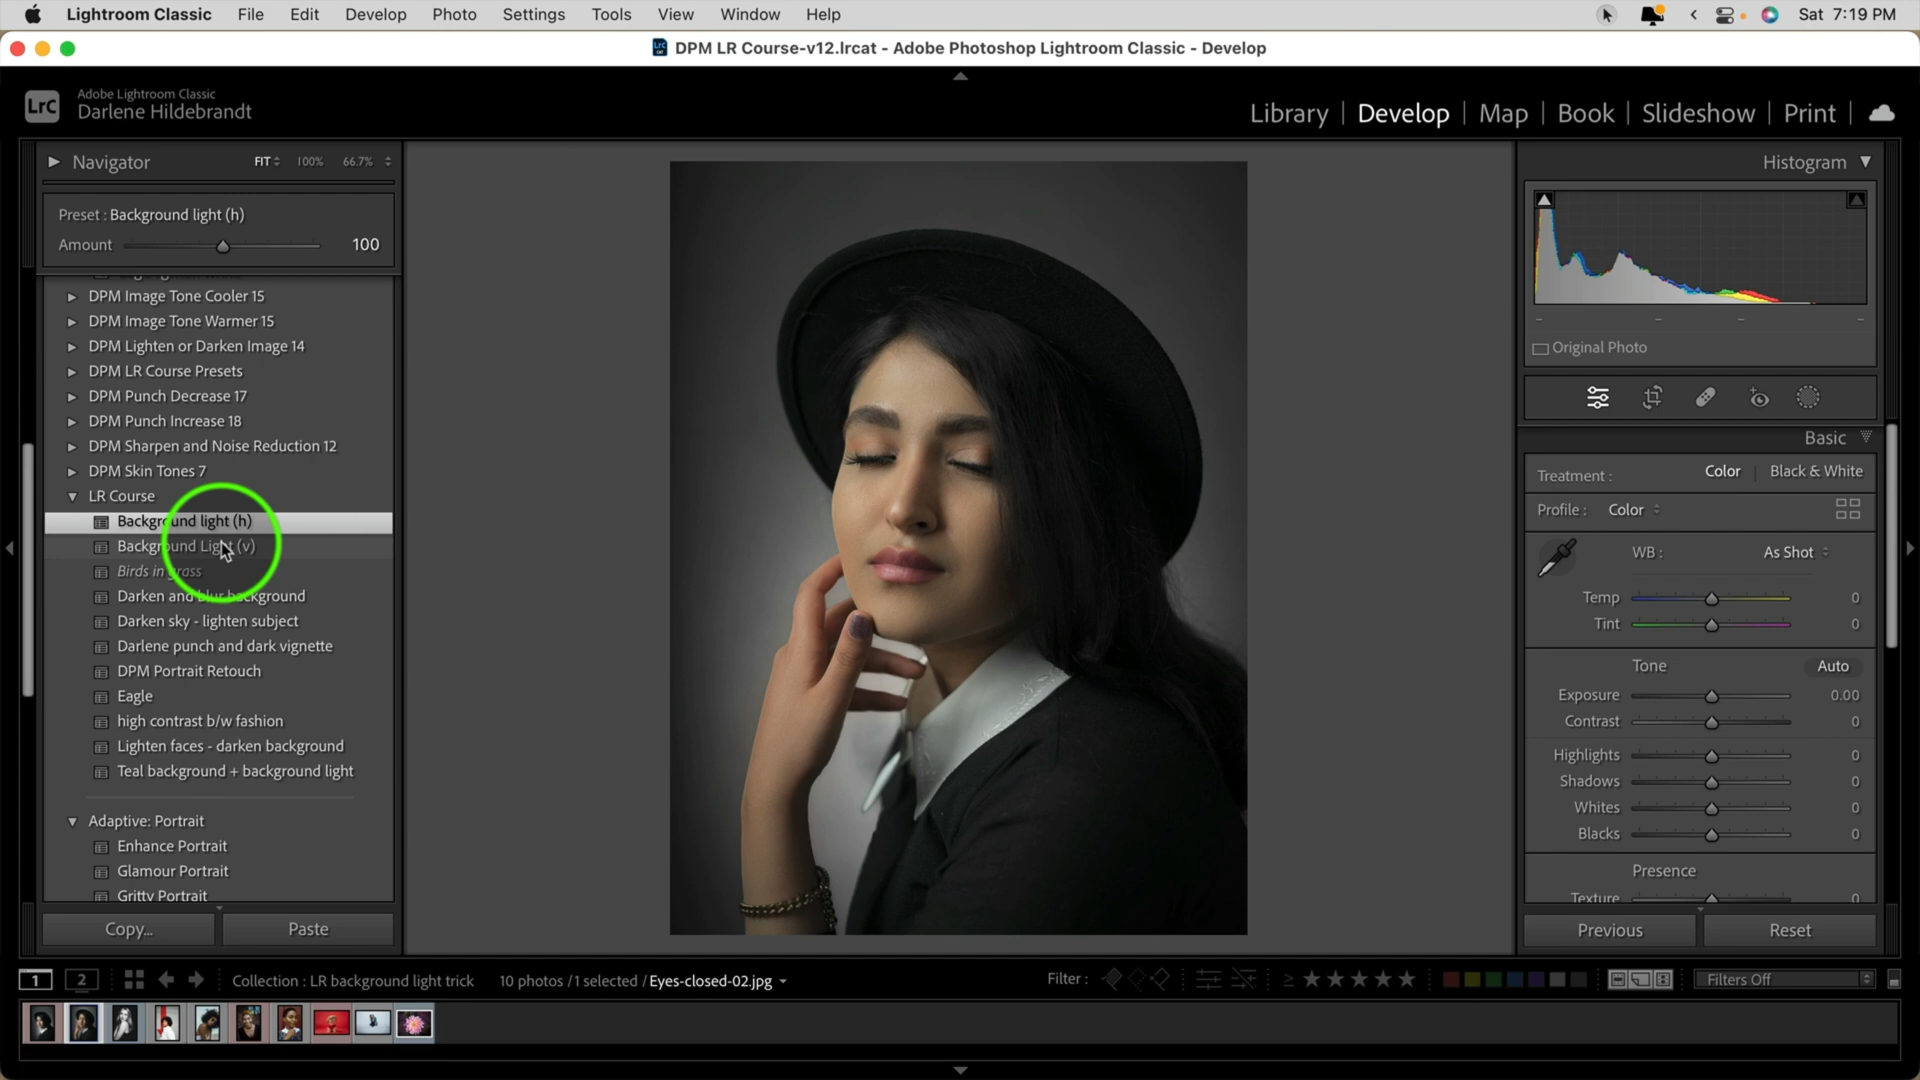 Lightroom Classic File Edit Develop Photo Settings Tools View Window Help Sat 7:19 PM
DPM LR Course-v12.lrcat - Adobe Photoshop Lightroom Classic - Develop
LrC Adobe Lightroom Classic
Darlene Hildebrandt
Library | Develop | Map | Book | Slideshow | Print |
Navigator FIT 100% 66.7%
Preset : Background light (h)
Amount 100
DPM Image Tone Cooler 15
DPM Image Tone Warmer 15
DPM Lighten or Darken Image 14
DPM LR Course Presets
DPM Punch Decrease 17
DPM Punch Increase 18
DPM Sharpen and Noise Reduction 12
DPM Skin Tones 7
LR Course
Background light (h)
Background Light (v)
Birds in grass
Darken and blur background
Darken sky - lighten subject
Darlene punch and dark vignette
DPM Portrait Retouch
Eagle
high contrast b/w fashion
Lighten faces - darken background
Teal background + background light
Adaptive: Portrait
Enhance Portrait
Glamour Portrait
Gritty Portrait
Copy... Paste
Histogram
Original Photo
Basic
Treatment : Color | Black & White
Profile : Color
WB : As Shot
Temp 0
Tint 0
Tone Auto
Exposure 0.00
Contrast 0
Highlights 0
Shadows 0
Whites 0
Blacks 0
Presence
Texture 0
Previous Reset
1 2 Collection : LR background light trick 10 photos / 1 selected / Eyes-closed-02.jpg Filter : ≥ ★ ★ ★ ★ ★ Filters Off